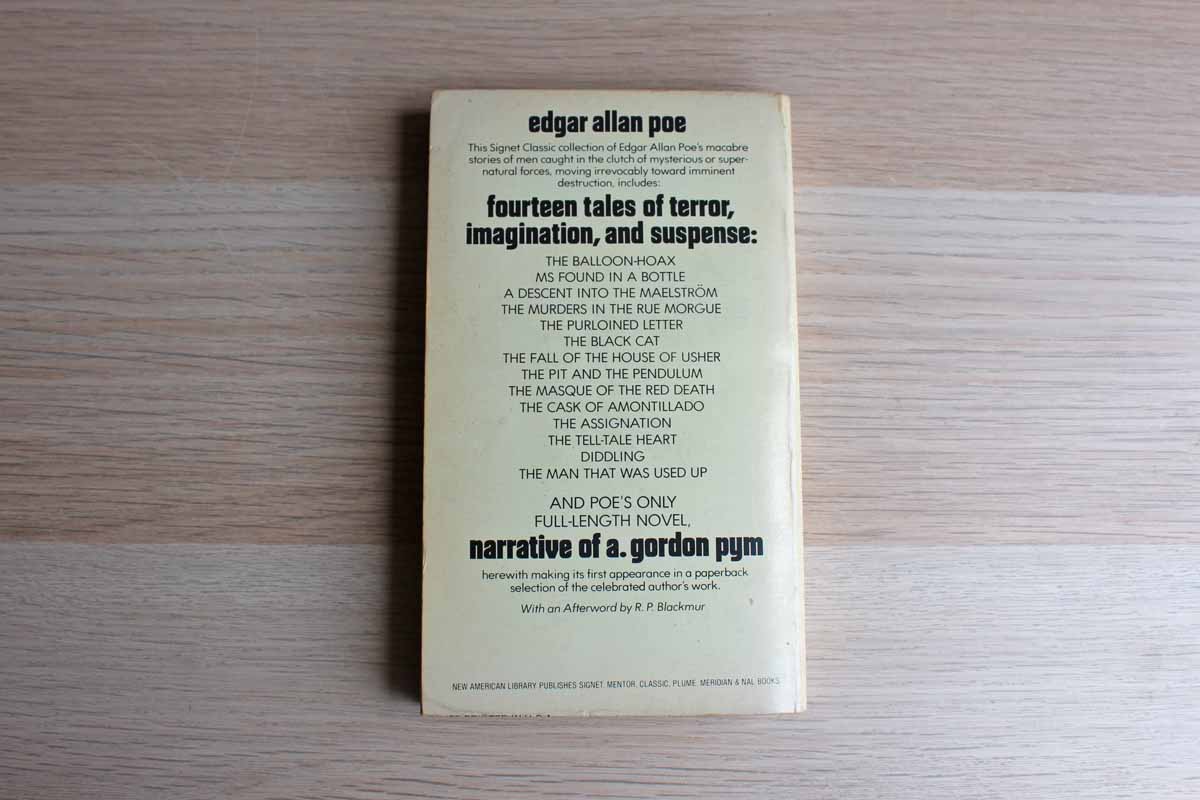 edgar allan poe
This Signet Classic collection of Edgar Allan Poe's macabre
stories of men caught in the clutch of mysterious or super-
natural forces, moving irrevocably toward imminent
destruction, includes:
fourteen tales of terror,
imagination, and suspense:
THE BALLOON-HOAX
MS FOUND IN A BOTTLE
A DESCENT INTO THE MAELSTRÖM
THE MURDERS IN THE RUE MORGUE
THE PURLOINED LETTER
THE BLACK CAT
THE FALL OF THE HOUSE OF USHER
THE PIT AND THE PENDULUM
THE MASQUE OF THE RED DEATH
THE CASK OF AMONTILLADO
THE ASSIGNATION
THE TELL-TALE HEART
DIDDLING
THE MAN THAT WAS USED UP
AND POE'S ONLY
FULL-LENGTH NOVEL,
narrative of a. gordon pym
herewith making its first appearance in a paperback
selection of the celebrated author's work.
With an Afterword by R. P. Blackmur
NEW AMERICAN LIBRARY PUBLISHES SIGNET, MENTOR, CLASSIC, PLUME, MERIDIAN & NAL BOOKS